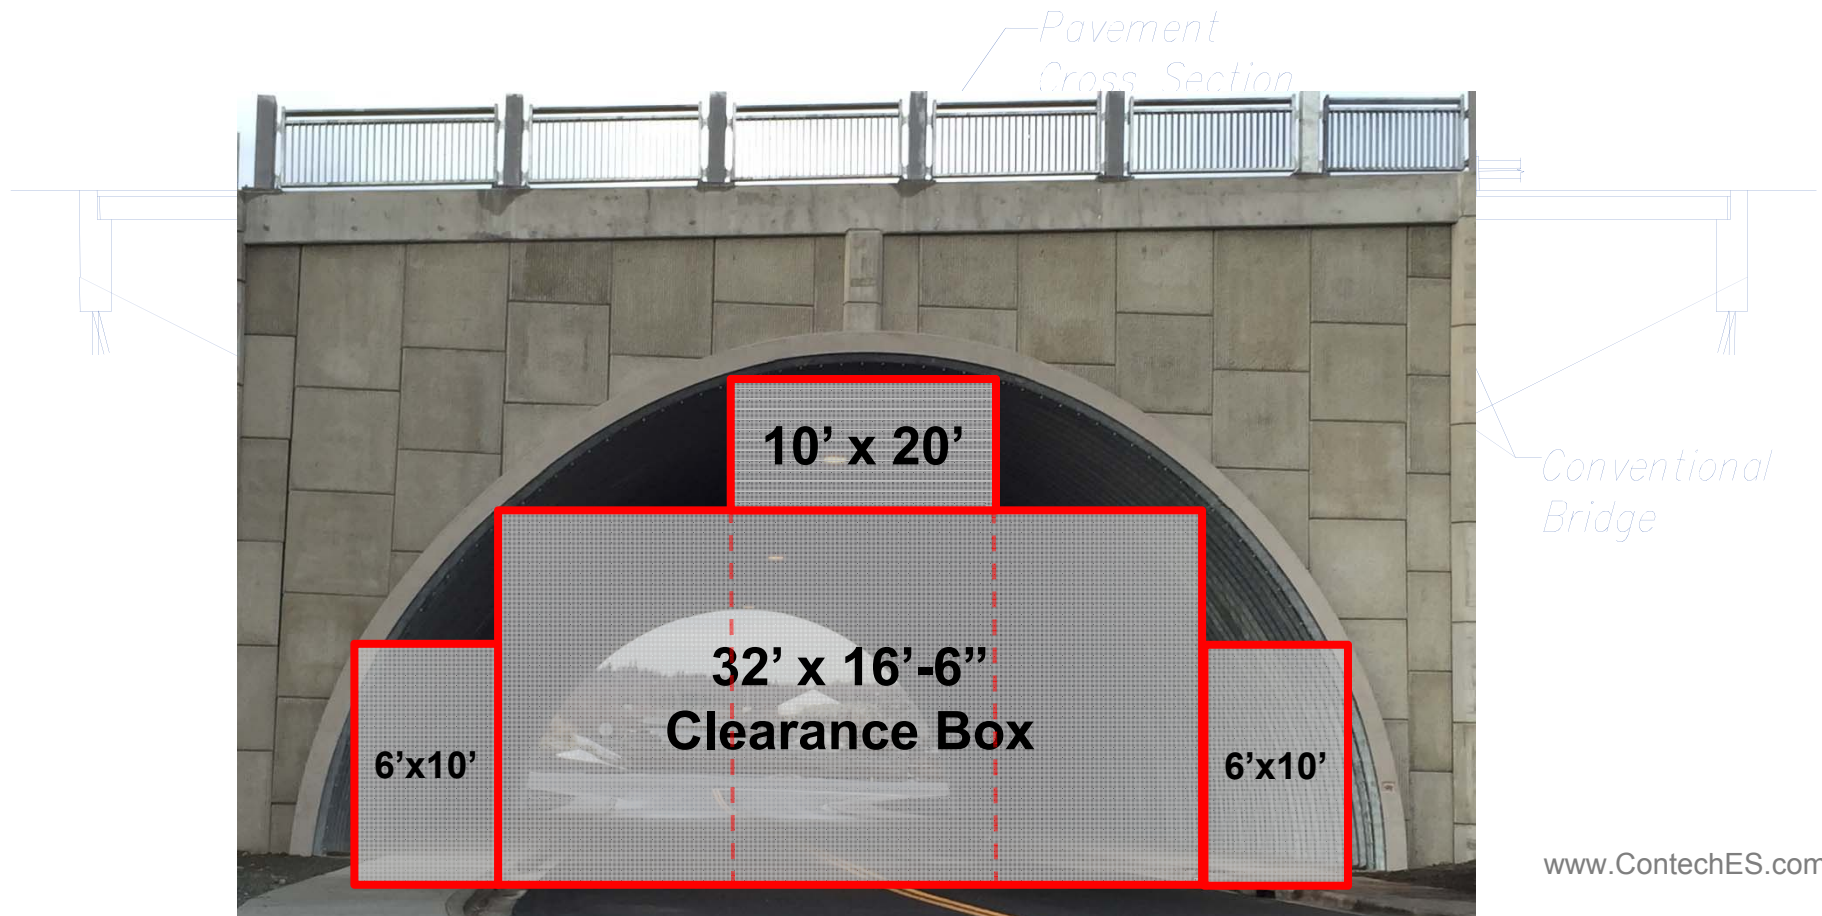 Pavement
Cross Section
10’ x 20’
32’ x 16’-6”
Clearance Box
6’x10’
6’x10’
Conventional
Bridge
www.ContechES.com